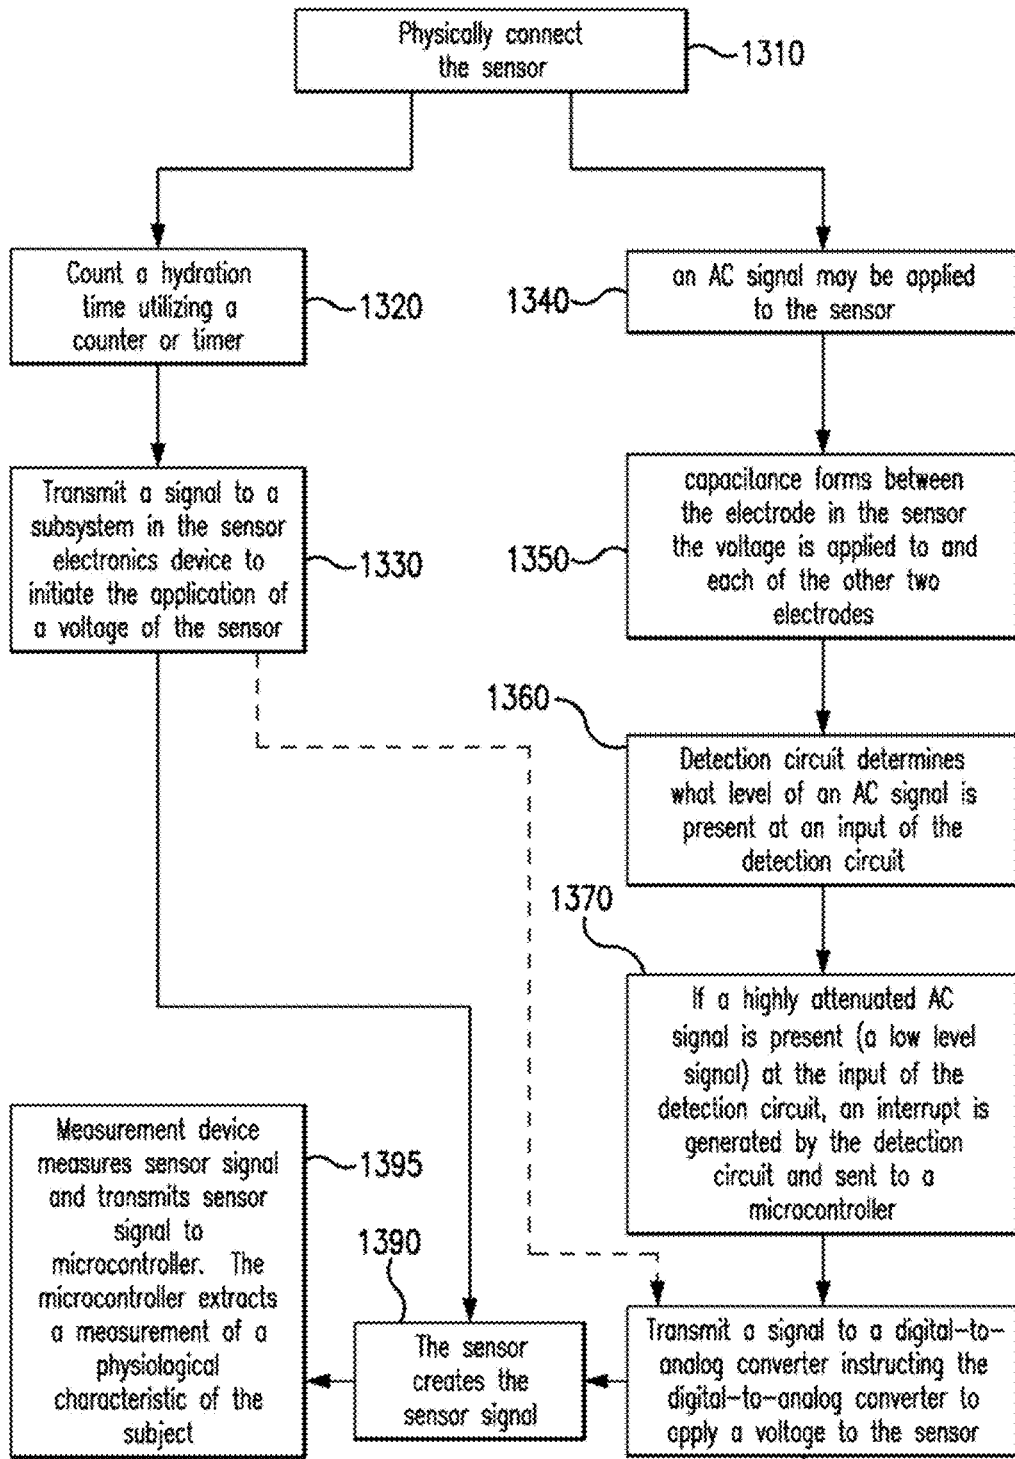 Physically connect
the sensor
1310
Count a hydration
time utilizing a
counter or timer
1320
Transmit a signal to a
subsystem in the sensor
electronics device to
initiate the application of
a voltage of the sensor
1330
an AC signal may be applied
to the sensor
1340
capacitance forms between
the electrode in the sensor
the voltage is applied to and
each of the other two
electrodes
1350
1360
Detection circuit determines
what level of an AC signal is
present at an input of the
detection circuit
1370
If a highly attenuated AC
signal is present (a low level
signal) at the input of the
detection circuit, an interrupt is
generated by the detection
circuit and sent to a
microcontroller
Transmit a signal to a digital-to-
analog converter instructing the
digital-to-analog converter to
apply a voltage to the sensor
1390
The sensor
creates the
sensor signal
Measurement device
measures sensor signal
and transmits sensor
signal to
microcontroller. The
microcontroller extracts
a measurement of a
physiological
characteristic of the
subject
1395